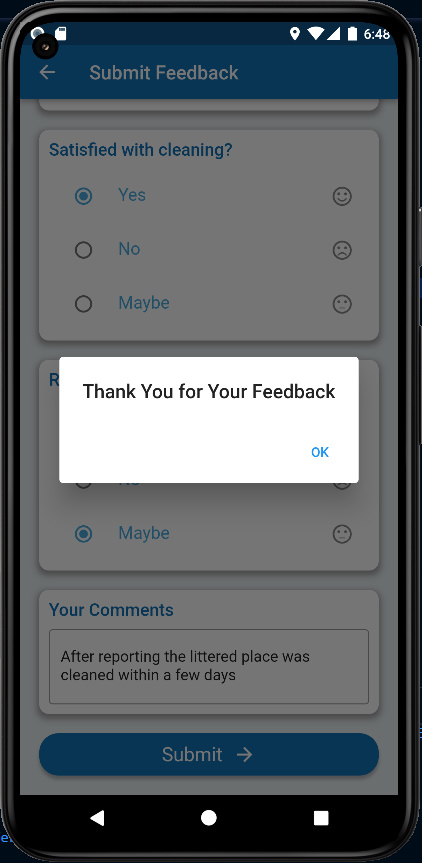 6:48
Submit Feedback
Satisfied with cleaning?
Yes
No
Maybe
R
Thank You for Your Feedback
OK
Maybe
Your Comments
After reporting the littered place was
cleaned within a few days
Submit